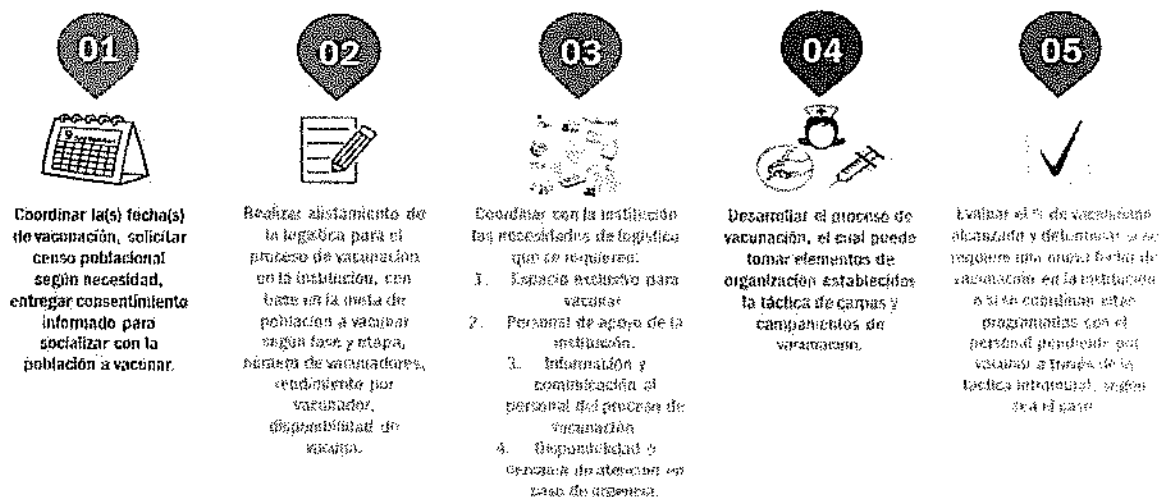 01
Coordinar la(s) fecha(s)
de vacunación, solicitar
censo poblacional
según necesidad,
entregar consentimiento
informado para
socializar con la
población a vacunar.
02
Realizar alistamiento de
la logística para el
proceso de vacunación
en la institución, con
base en la meta de
población a vacunar
según fase y etapa,
número de vacunadores,
rendimiento por
vacunador,
disponibilidad de
vacuna.
03
Coordinar con la institución
las necesidades de logística
que se requieren:
1. Espacio exclusivo para
vacunar
2. Personal de apoyo de la
institución.
3. Información y
comunicación al
personal del proceso de
vacunación
4. Disponibilidad o
cercanía de atención en
caso de urgencia.
04
Desarrollar el proceso de
vacunación, el cual puede
tomar elementos de
organización establecidos
la táctica de carpas y
campamentos de
vacunación.
05
Evaluar el % de vacunación
alcanzado y determinar si se
requiere una nueva fecha de
vacunación en la institución
o si se coordinan citas
programadas con el
personal pendiente por
vacunar a través de la
táctica intramural, según
sea el caso